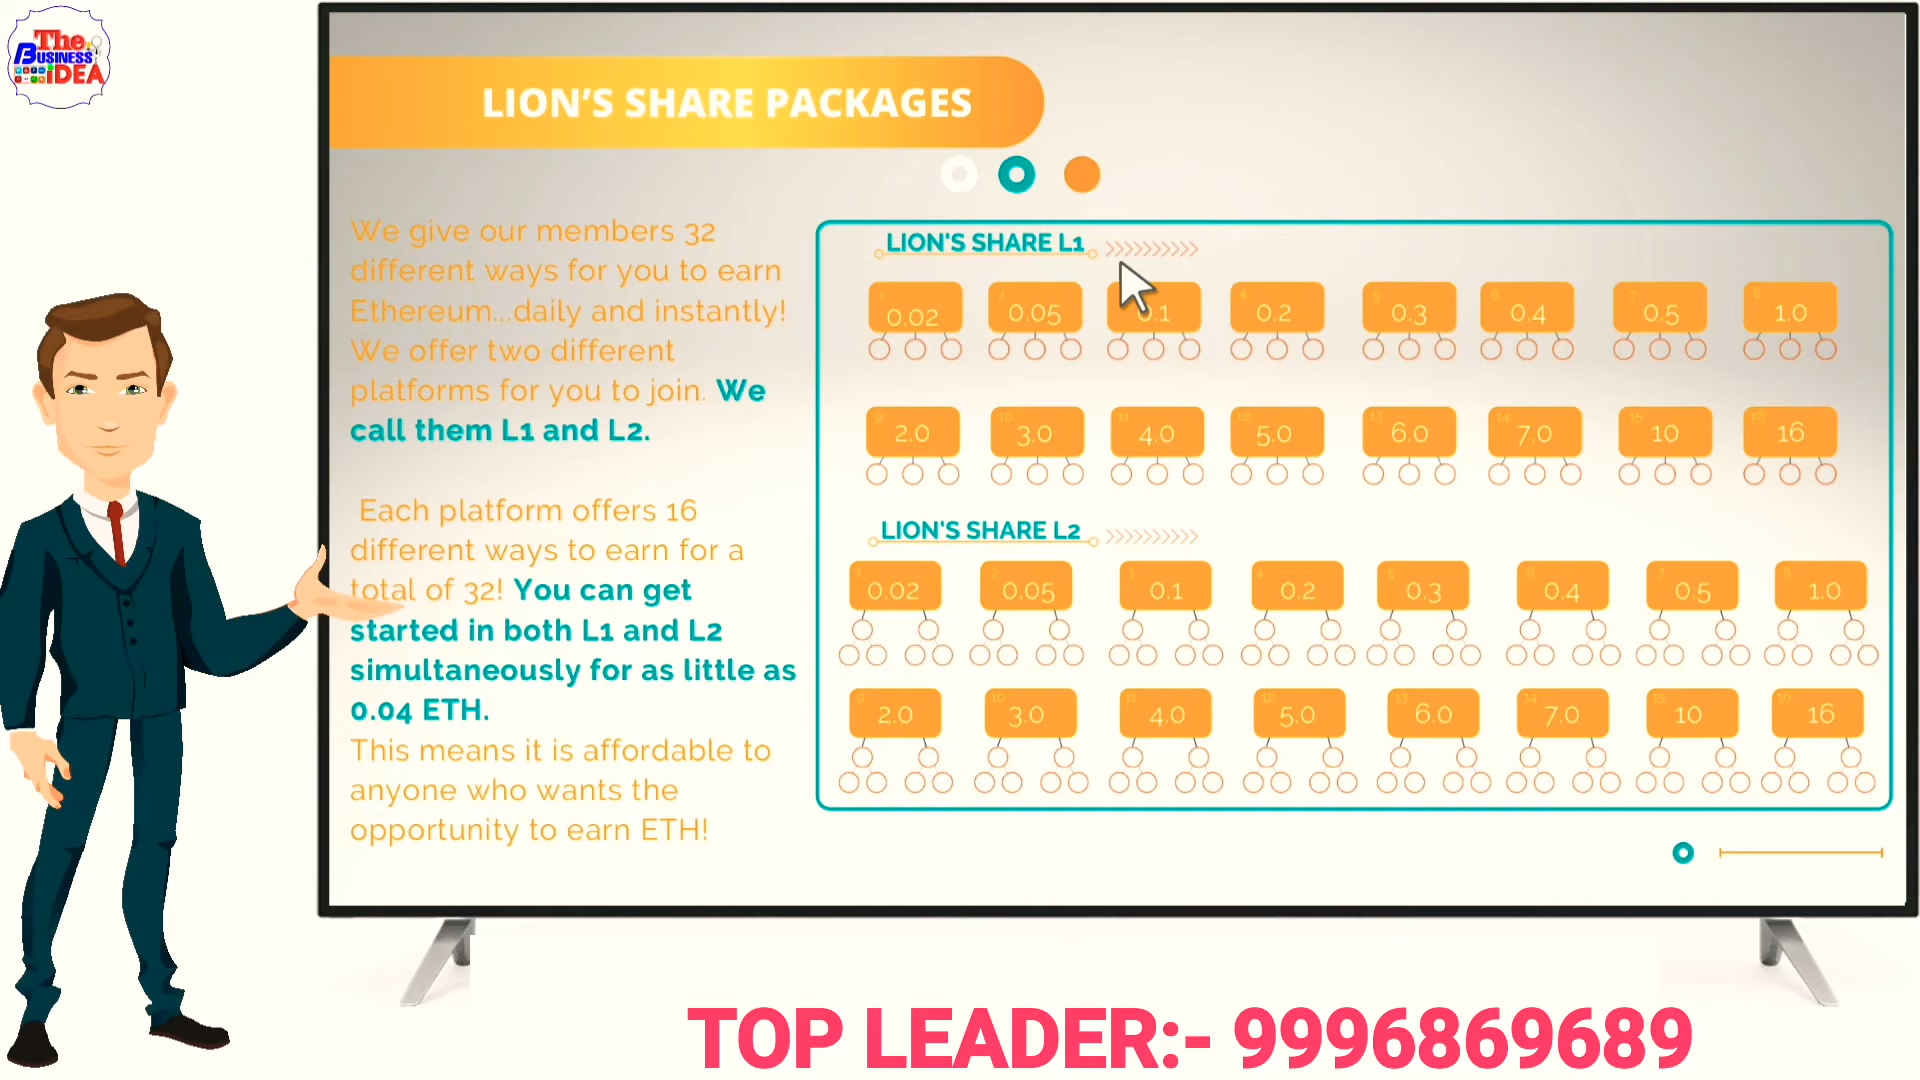 The
BUSINESS
iDEA
LION'S SHARE PACKAGES
We give our members 32
different ways for you to earn
Ethereum...daily and instantly!
We offer two different
platforms for you to join. We
call them L1 and L2.
Each platform offers 16
different ways to earn for a
total of 32! You can get
started in both L1 and L2
simultaneously for as little as
0.04 ETH.
This means it is affordable to
anyone who wants the
opportunity to earn ETH!
LION'S SHARE L1
0.02 0.05 0.1 0.2 0.3 0.4 0.5 1.0
2.0 3.0 4.0 5.0 6.0 7.0 10 16
LION'S SHARE L2
0.02 0.05 0.1 0.2 0.3 0.4 0.5 1.0
2.0 3.0 4.0 5.0 6.0 7.0 10 16
TOP LEADER:- 9996869689